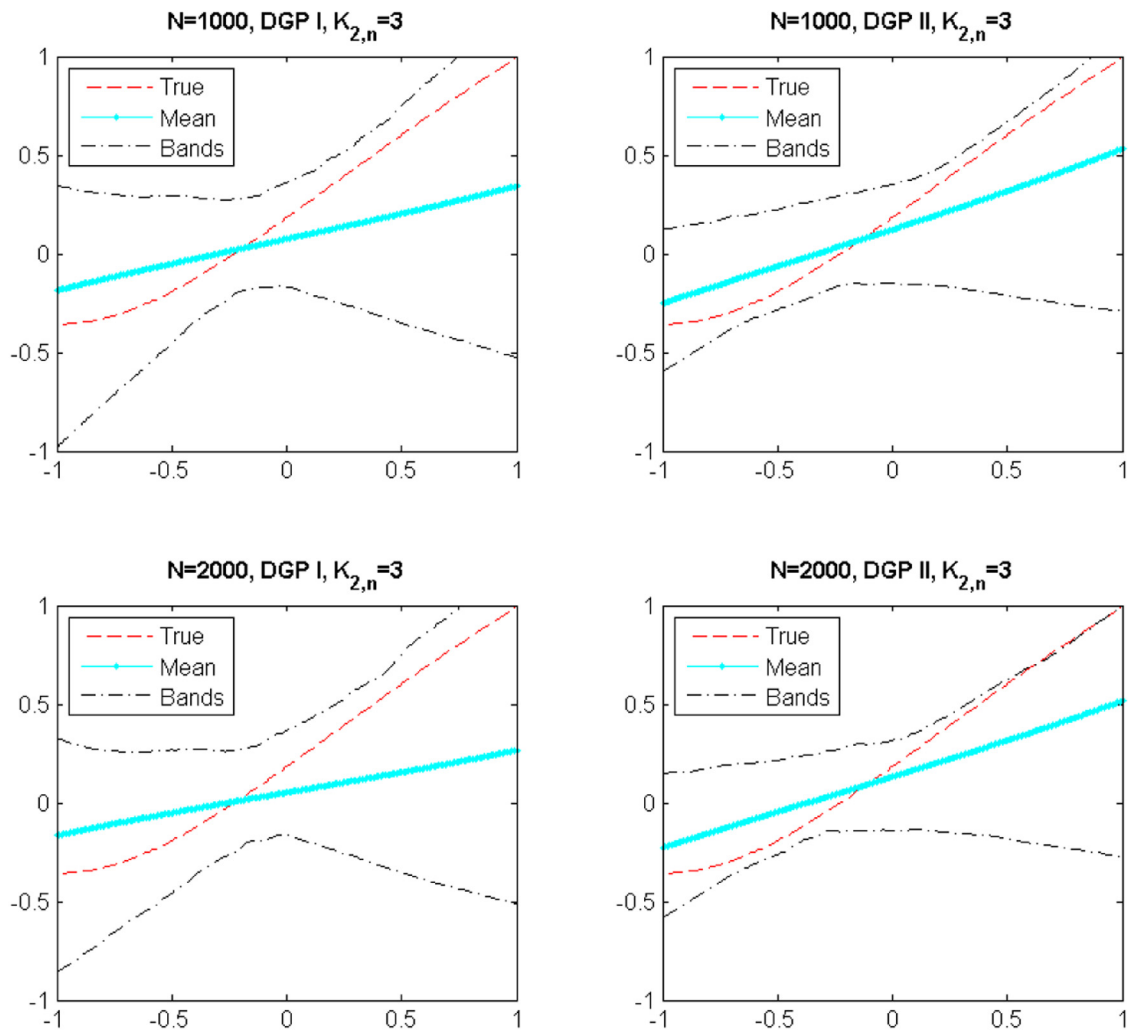 N=1000, DGP I, K2,n=3
True
Mean
Bands
1
0.5
0
-0.5
-1
-1 -0.5 0 0.5 1
N=1000, DGP II, K2,n=3
True
Mean
Bands
1
0.5
0
-0.5
-1
-1 -0.5 0 0.5 1
N=2000, DGP I, K2,n=3
True
Mean
Bands
1
0.5
0
-0.5
-1
-1 -0.5 0 0.5 1
N=2000, DGP II, K2,n=3
True
Mean
Bands
1
0.5
0
-0.5
-1
-1 -0.5 0 0.5 1